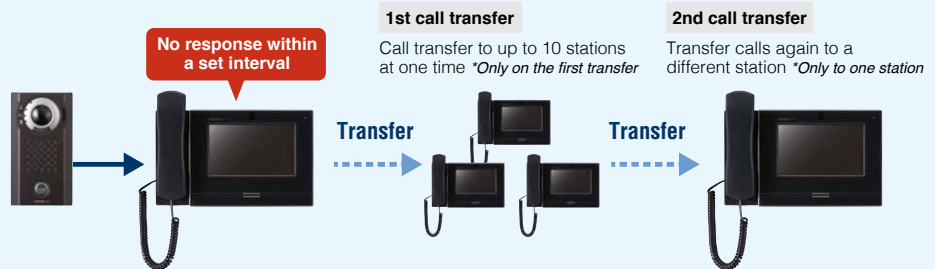 1st call transfer
2nd call transfer
No response within
a set interval
Call transfer to up to 10 stations
at one time *Only on the first transfer
Transfer calls again to a
different station *Only to one station
Transfer
Transfer